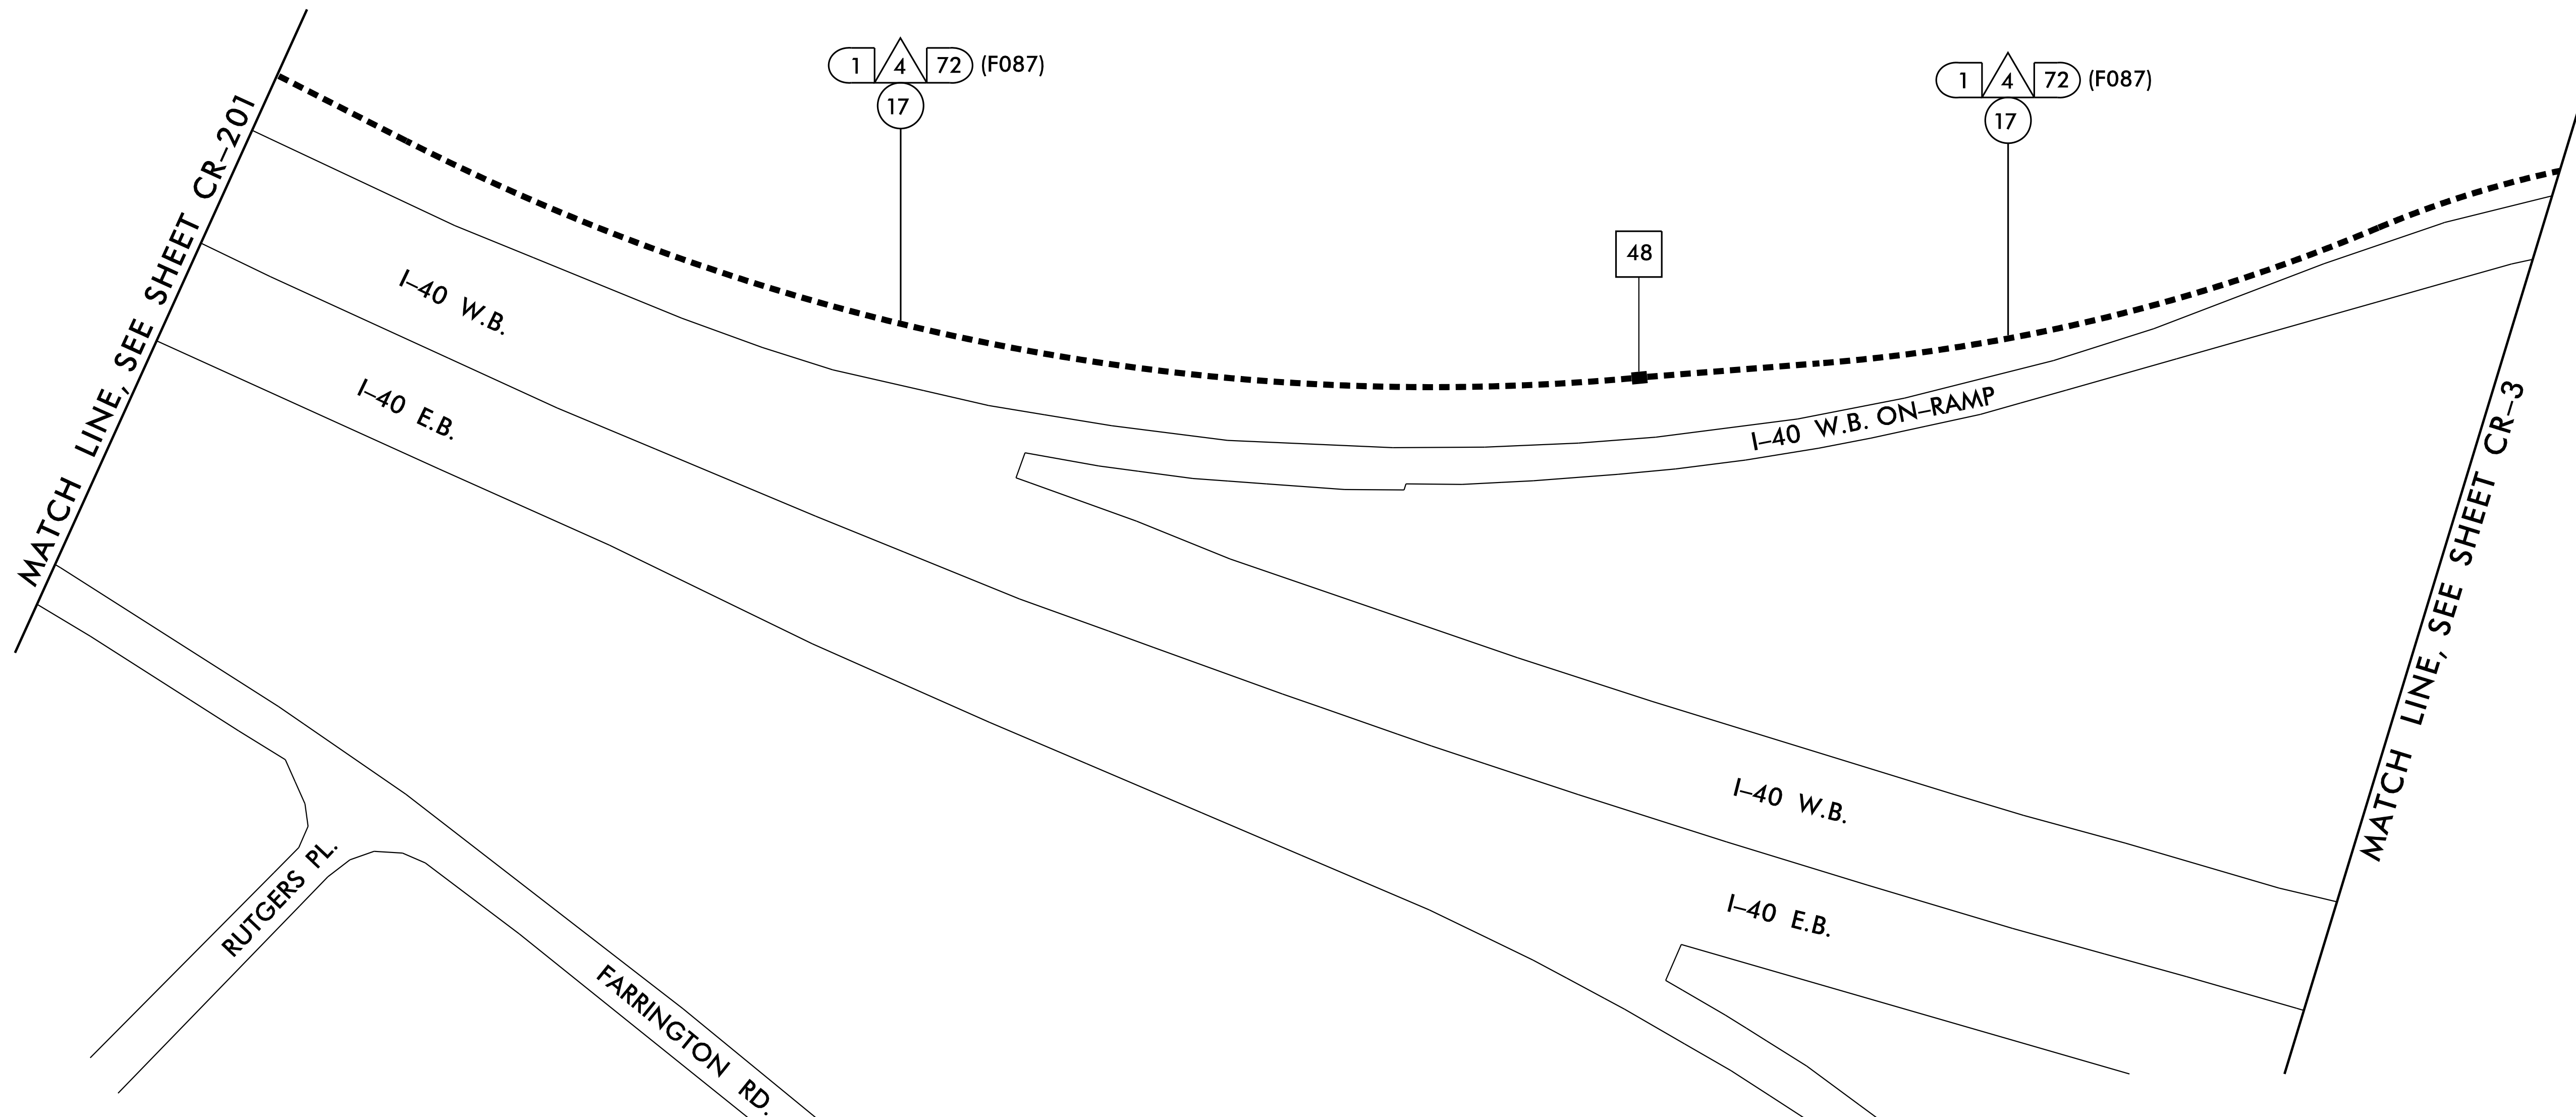 1 4 72 (F087)
17
1 4 72 (F087)
17
48
MATCH LINE, SEE SHEET CR-201
I-40 W.B.
I-40 E.B.
I-40 W.B. ON-RAMP
MATCH LINE, SEE SHEET CR-3
I-40 W.B.
I-40 E.B.
RUTGERS PL.
FARRINGTON RD.